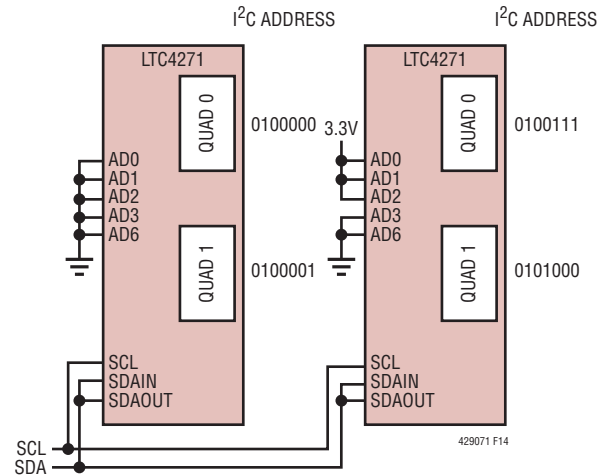 I²C ADDRESS
LTC4271
QUAD 0
0100000
AD0
AD1
AD2
AD3
AD6
QUAD 1
0100001
SCL
SDAIN
SDAOUT
I²C ADDRESS
LTC4271
QUAD 0
0100111
3.3V
AD0
AD1
AD2
AD3
AD6
QUAD 1
0101000
SCL
SDAIN
SDAOUT
SCL
SDA
429071 F14